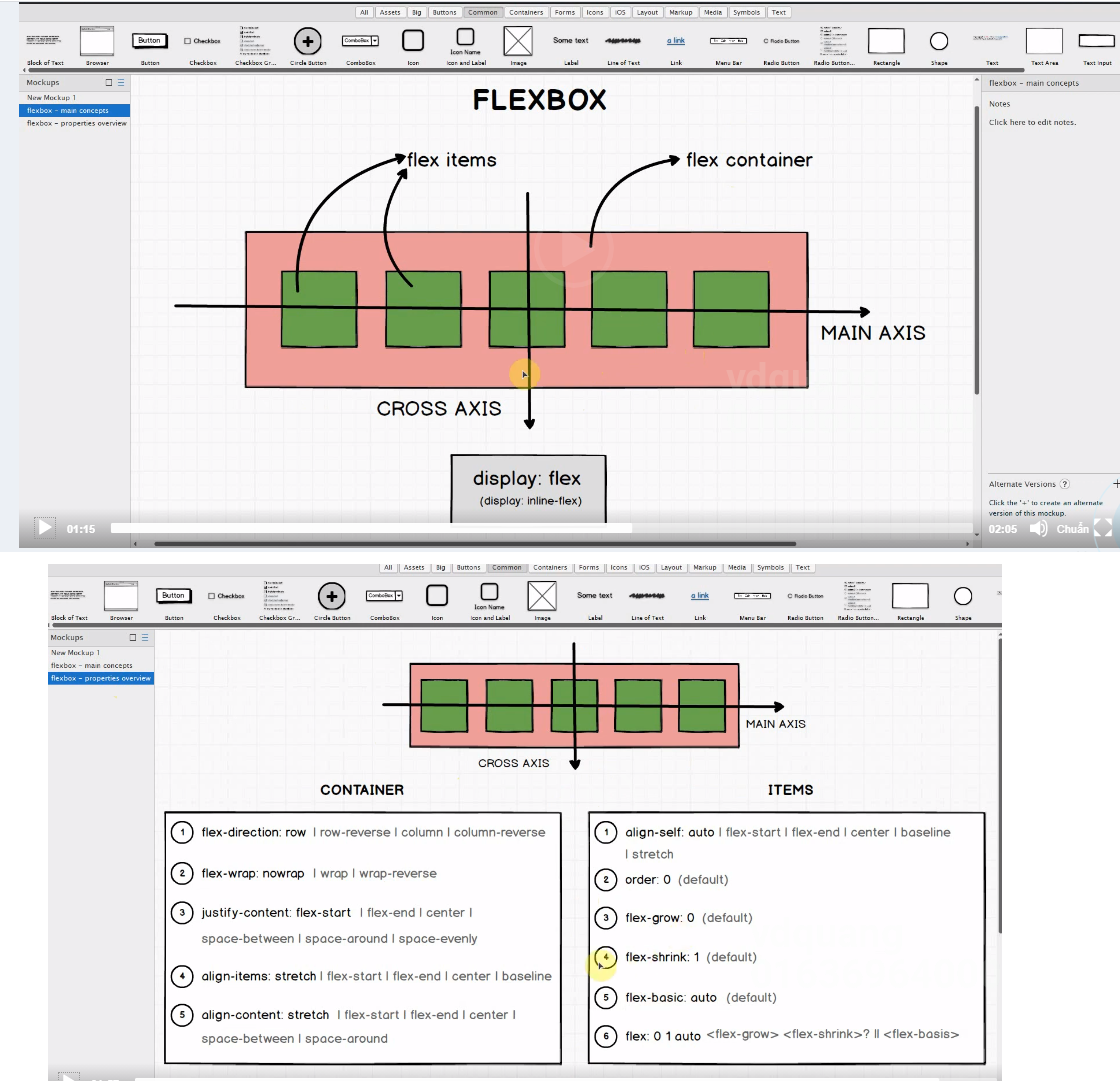 All Assets Big Buttons Common Containers Forms Icons iOS Layout Markup Media Symbols Text
Button Checkbox ComboBox Icon Name Some text a link Radio Button
Block of Text Browser Button Checkbox Checkbox Gr... Circle Button ComboBox Icon Icon and Label Image Label Line of Text Link Menu Bar Radio Button Radio Button... Rectangle Shape Text Text Area Text Input
Mockups
New Mockup 1
flexbox - main concepts
flexbox - properties overview
FLEXBOX
flex items
flex container
MAIN AXIS
CROSS AXIS
display: flex
(display: inline-flex)
flexbox - main concepts
Notes
Click here to edit notes.
Alternate Versions ? +
Click the '+' to create an alternate
version of this mockup.
01:15
02:05 Chuẩn
All Assets Big Buttons Common Containers Forms Icons iOS Layout Markup Media Symbols Text
Button Checkbox ComboBox Icon Name Some text a link Radio Button
Block of Text Browser Button Checkbox Checkbox Gr... Circle Button ComboBox Icon Icon and Label Image Label Line of Text Link Menu Bar Radio Button Radio Button... Rectangle Shape
Mockups
New Mockup 1
flexbox - main concepts
flexbox - properties overview
MAIN AXIS
CROSS AXIS
CONTAINER
1 flex-direction: row | row-reverse | column | column-reverse
2 flex-wrap: nowrap | wrap | wrap-reverse
3 justify-content: flex-start | flex-end | center |
space-between | space-around | space-evenly
4 align-items: stretch | flex-start | flex-end | center | baseline
5 align-content: stretch | flex-start | flex-end | center |
space-between | space-around
ITEMS
1 align-self: auto | flex-start | flex-end | center | baseline
| stretch
2 order: 0 (default)
3 flex-grow: 0 (default)
4 flex-shrink: 1 (default)
5 flex-basic: auto (default)
6 flex: 0 1 auto <flex-grow> <flex-shrink>? || <flex-basis>